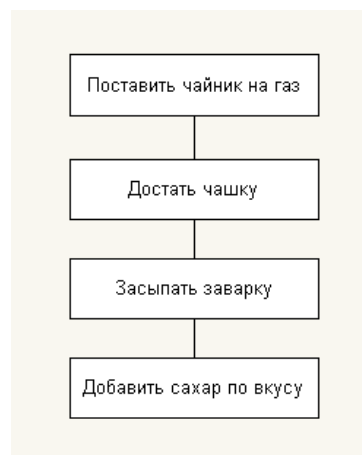 Поставить чайник на газ
Достать чашку
Засыпать заварку
Добавить сахар по вкусу